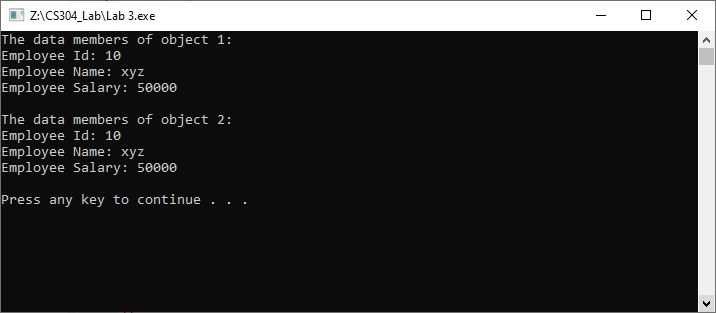 Z:\CS304_Lab\Lab 3.exe
The data members of object 1:
Employee Id: 10
Employee Name: xyz
Employee Salary: 50000
The data members of object 2:
Employee Id: 10
Employee Name: xyz
Employee Salary: 50000
Press any key to continue . . .